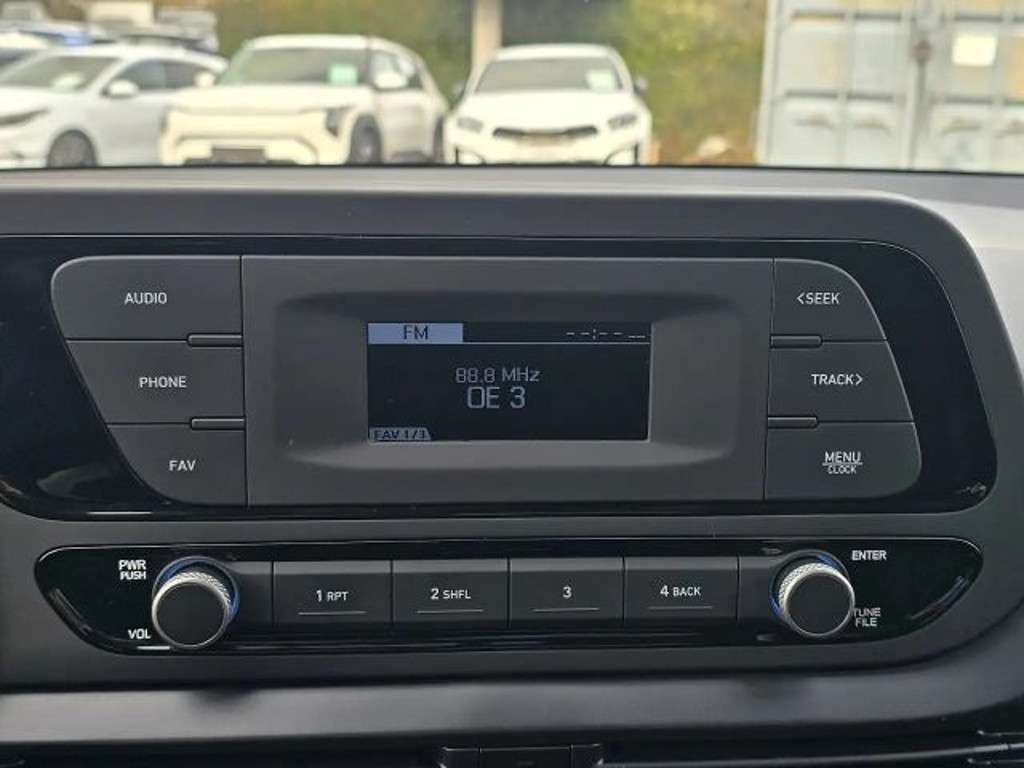 AUDIO
PHONE
FAV
FM --:-- --
88.8 MHz
OE 3
FAV 1/3
<SEEK
TRACK>
MENU
CLOCK
PWR
PUSH
VOL
1 RPT
2 SHFL
3
4 BACK
ENTER
TUNE
FILE